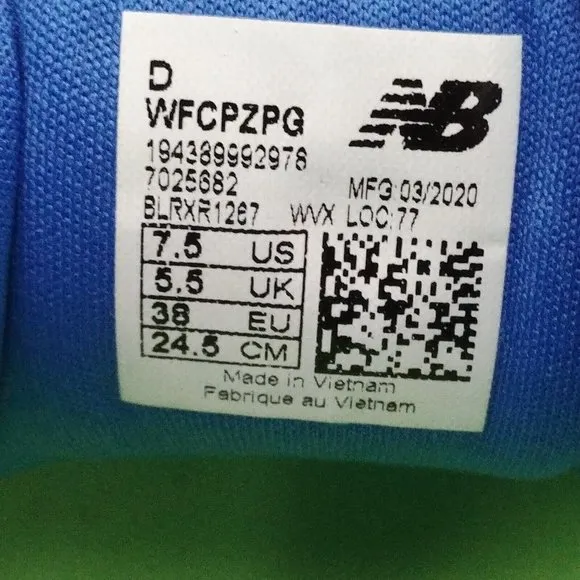 D
WFCPZPG
NB
194389992978
7025682
MFG:03/2020
BLRXR1267 WVX LOC:77
7.5 US
5.5 UK
38 EU
24.5 CM
Made in Vietnam
Fabrique au Vietnam